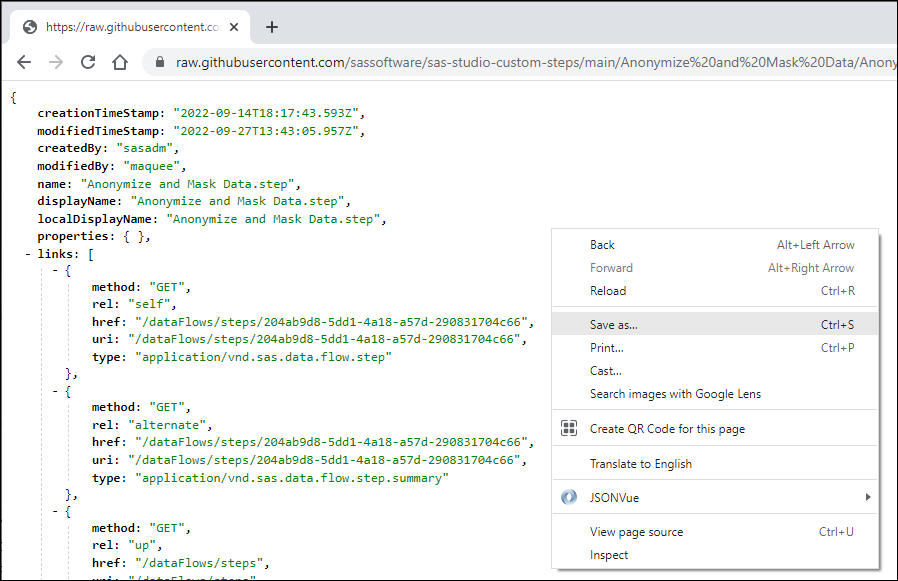 https://raw.githubusercontent.co
raw.githubusercontent.com/sassoftware/sas-studio-custom-steps/main/Anonymize%20and%20Mask%20Data/Anony
{
creationTimeStamp: "2022-09-14T18:17:43.593Z",
modifiedTimeStamp: "2022-09-27T13:43:05.957Z",
createdBy: "sasadm",
modifiedBy: "maquee",
name: "Anonymize and Mask Data.step",
displayName: "Anonymize and Mask Data.step",
localDisplayName: "Anonymize and Mask Data.step",
properties: { },
- links: [
- {
method: "GET",
rel: "self",
href: "/dataFlows/steps/204ab9d8-5dd1-4a18-a57d-290831704c66",
uri: "/dataFlows/steps/204ab9d8-5dd1-4a18-a57d-290831704c66",
type: "application/vnd.sas.data.flow.step"
},
- {
method: "GET",
rel: "alternate",
href: "/dataFlows/steps/204ab9d8-5dd1-4a18-a57d-290831704c66",
uri: "/dataFlows/steps/204ab9d8-5dd1-4a18-a57d-290831704c66",
type: "application/vnd.sas.data.flow.step.summary"
},
- {
method: "GET",
rel: "up",
href: "/dataFlows/steps",
uri: "/dataFlows/steps"
Back Alt+Left Arrow
Forward Alt+Right Arrow
Reload Ctrl+R
Save as... Ctrl+S
Print... Ctrl+P
Cast...
Search images with Google Lens
Create QR Code for this page
Translate to English
JSONVue
View page source Ctrl+U
Inspect